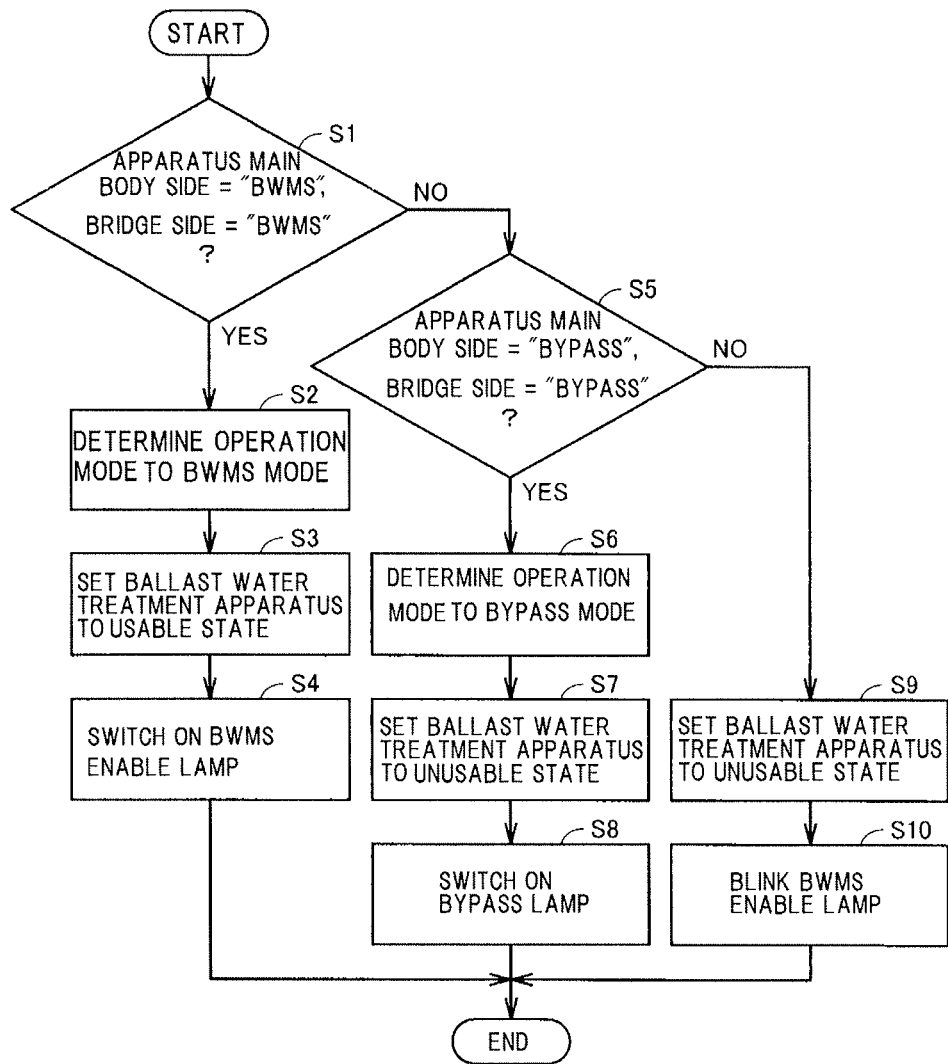 START
S1
APPARATUS MAIN
BODY SIDE = "BWMS",
BRIDGE SIDE = "BWMS"
?
NO
YES
S5
APPARATUS MAIN
BODY SIDE = "BYPASS",
BRIDGE SIDE = "BYPASS"
?
NO
YES
S2
DETERMINE OPERATION
MODE TO BWMS MODE
S3
SET BALLAST WATER
TREATMENT APPARATUS
TO USABLE STATE
S4
SWITCH ON BWMS
ENABLE LAMP
S6
DETERMINE OPERATION
MODE TO BYPASS MODE
S7
SET BALLAST WATER
TREATMENT APPARATUS
TO UNUSABLE STATE
S8
SWITCH ON
BYPASS LAMP
S9
SET BALLAST WATER
TREATMENT APPARATUS
TO UNUSABLE STATE
S10
BLINK BWMS
ENABLE LAMP
END